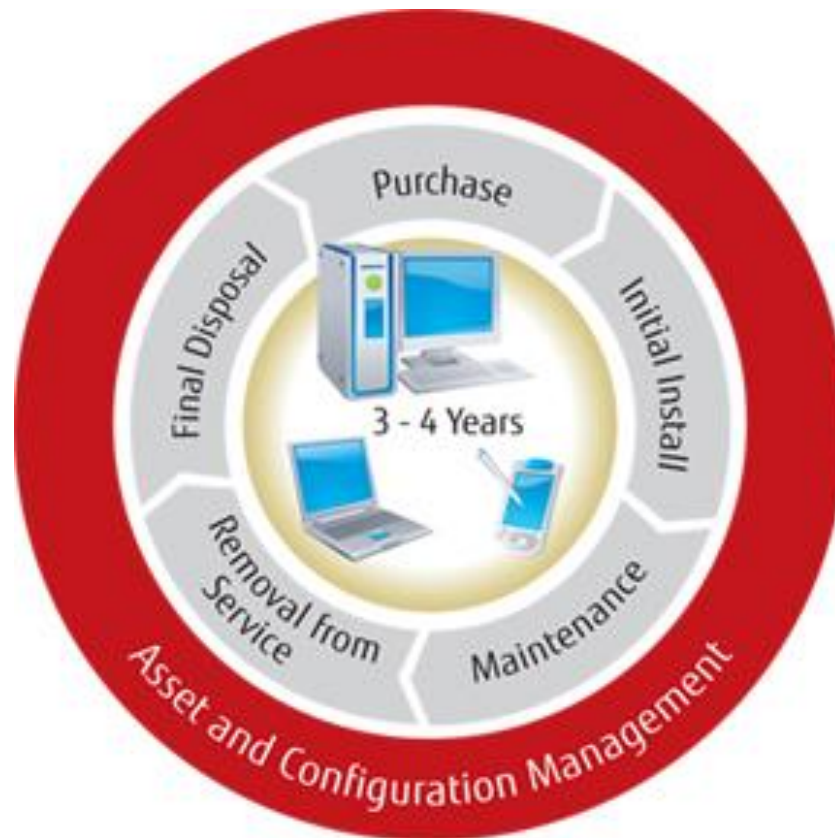 Purchase
Initial Install
Maintenance
Removal from
Service
Final Disposal
3 - 4 Years
Asset and Configuration Management